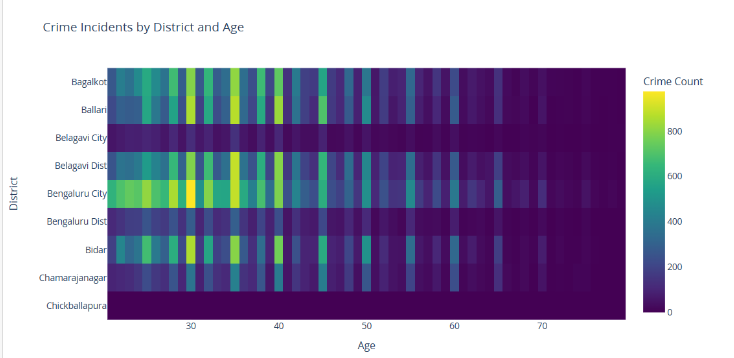 Crime Incidents by District and Age
Crime Count
Bagalkot
Ballari
Belagavi City
Belagavi Dist
Bengaluru City
Bengaluru Dist
Bidar
Chamarajanagar
Chickballapura
District
800
600
400
200
0
30
40
50
60
70
Age